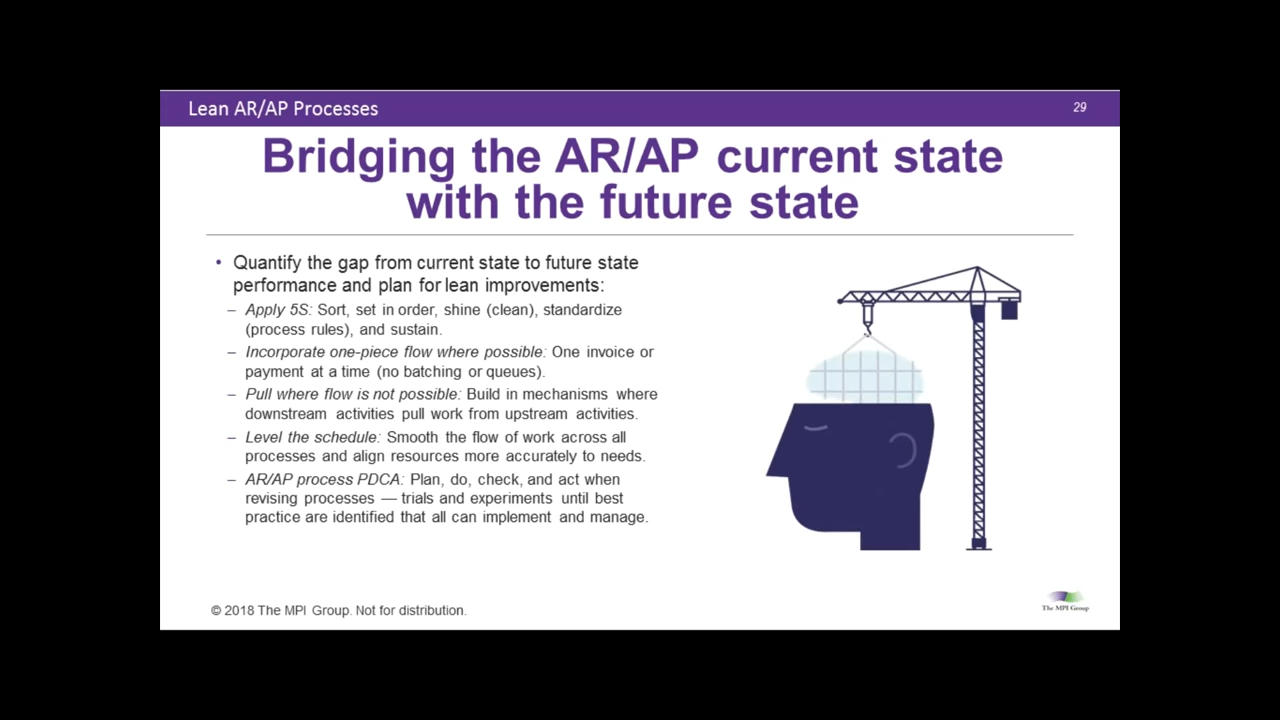 Lean AR/AP Processes
29
Bridging the AR/AP current state
with the future state
• Quantify the gap from current state to future state
performance and plan for lean improvements:
– Apply 5S: Sort, set in order, shine (clean), standardize
(process rules), and sustain.
– Incorporate one-piece flow where possible: One invoice or
payment at a time (no batching or queues).
– Pull where flow is not possible: Build in mechanisms where
downstream activities pull work from upstream activities.
– Level the schedule: Smooth the flow of work across all
processes and align resources more accurately to needs.
– AR/AP process PDCA: Plan, do, check, and act when
revising processes — trials and experiments until best
practice are identified that all can implement and manage.
© 2018 The MPI Group. Not for distribution.
The MPI Group